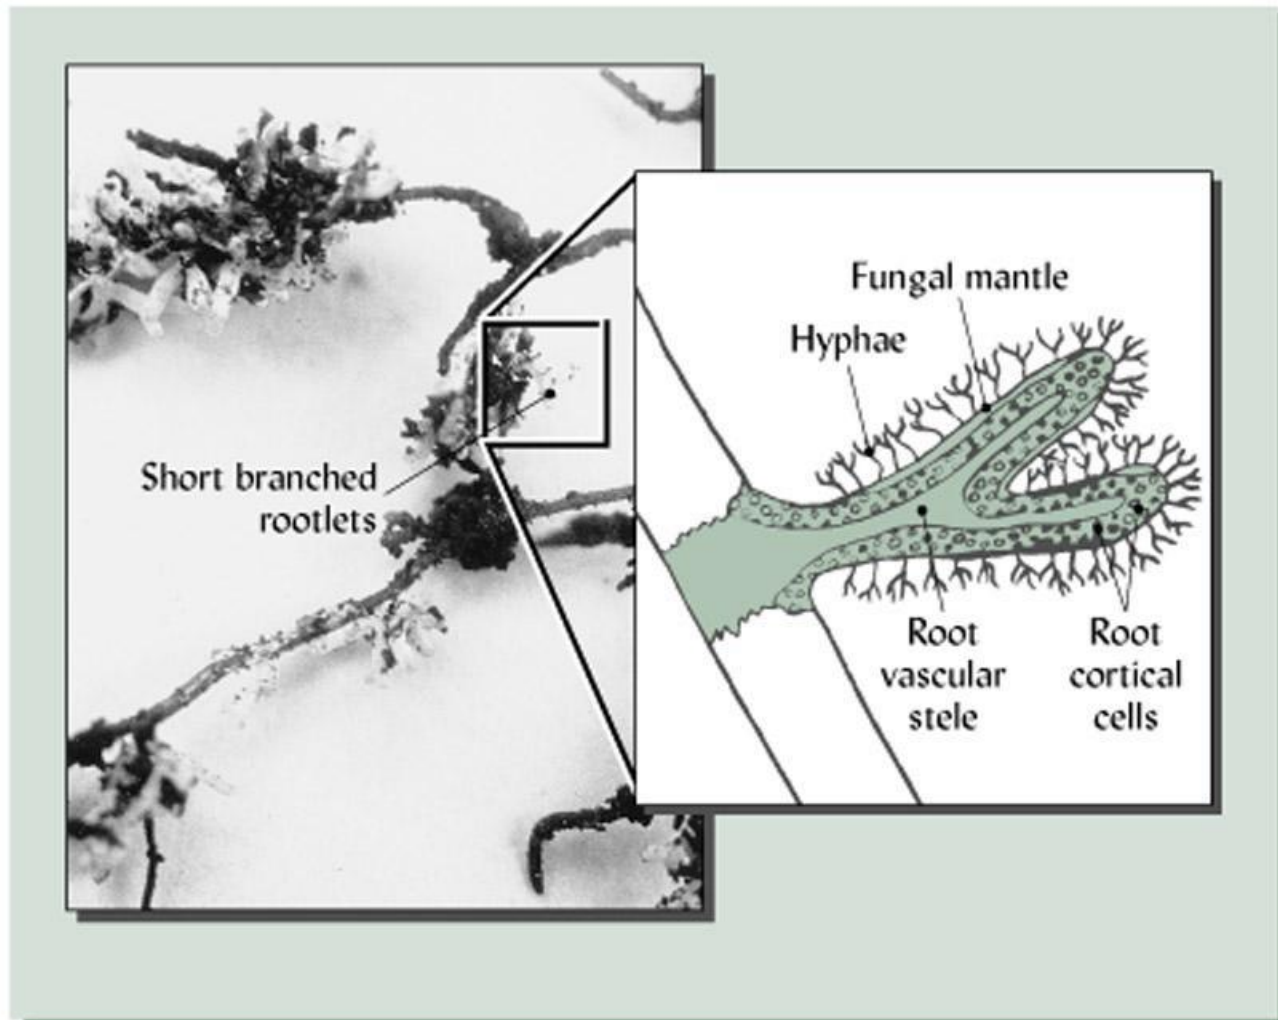 Fungal mantle
Hyphae
Short branched
rootlets
Root
vascular
stele
Root
cortical
cells